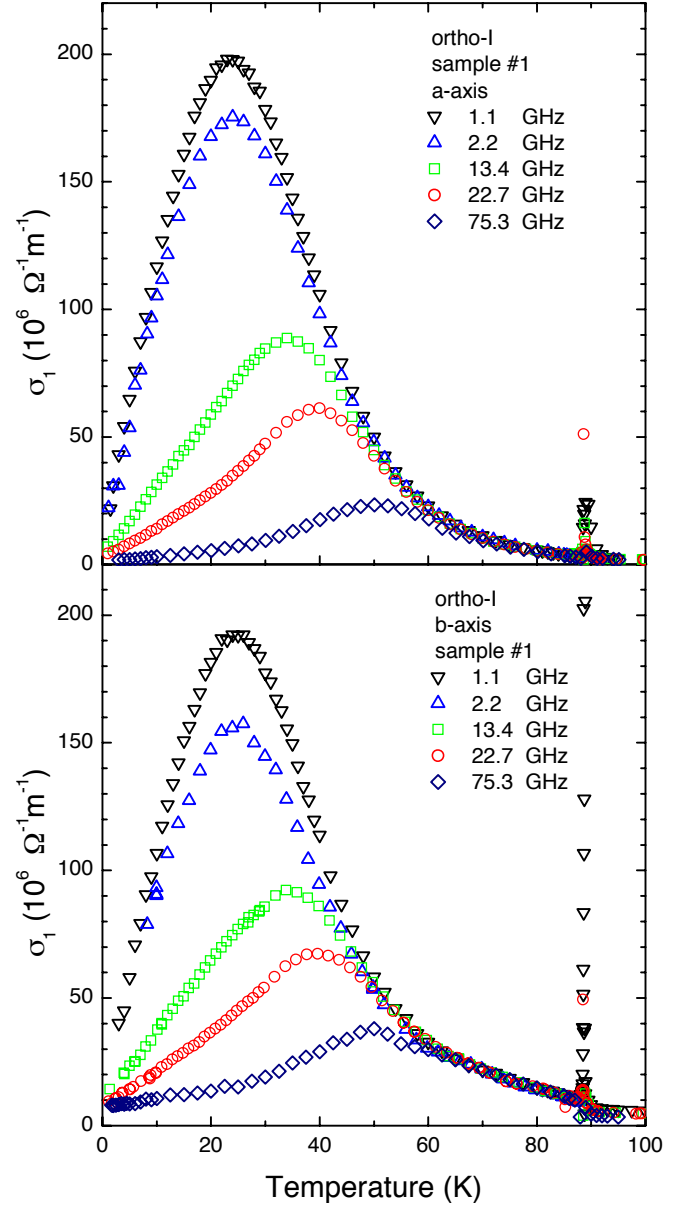 ortho-I
sample #1
a-axis
1.1 GHz
2.2 GHz
13.4 GHz
22.7 GHz
75.3 GHz
200
150
100
50
0
σ₁ (10⁶ Ω⁻¹m⁻¹)
ortho-I
b-axis
sample #1
1.1 GHz
2.2 GHz
13.4 GHz
22.7 GHz
75.3 GHz
200
150
100
50
0
σ₁ (10⁶ Ω⁻¹m⁻¹)
0 20 40 60 80 100
Temperature (K)